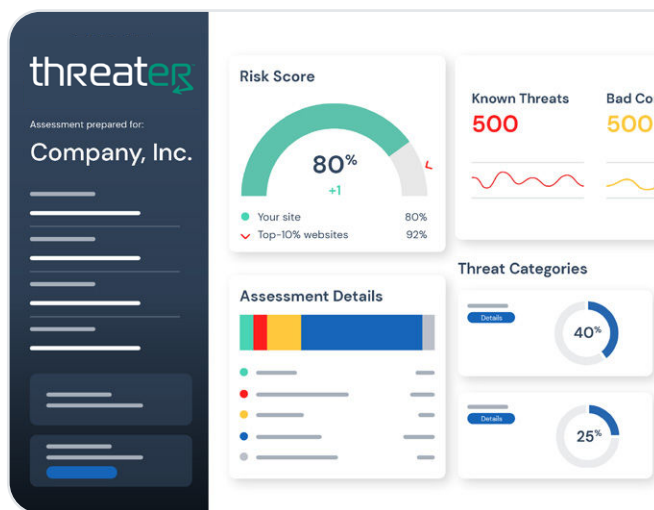 threater
Assessment prepared for:
Company, Inc.
Risk Score
80%
+1
Your site 80%
Top-10% websites 92%
Known Threats
500
Bad Co
500
Assessment Details
Threat Categories
Details
40%
Details
25%